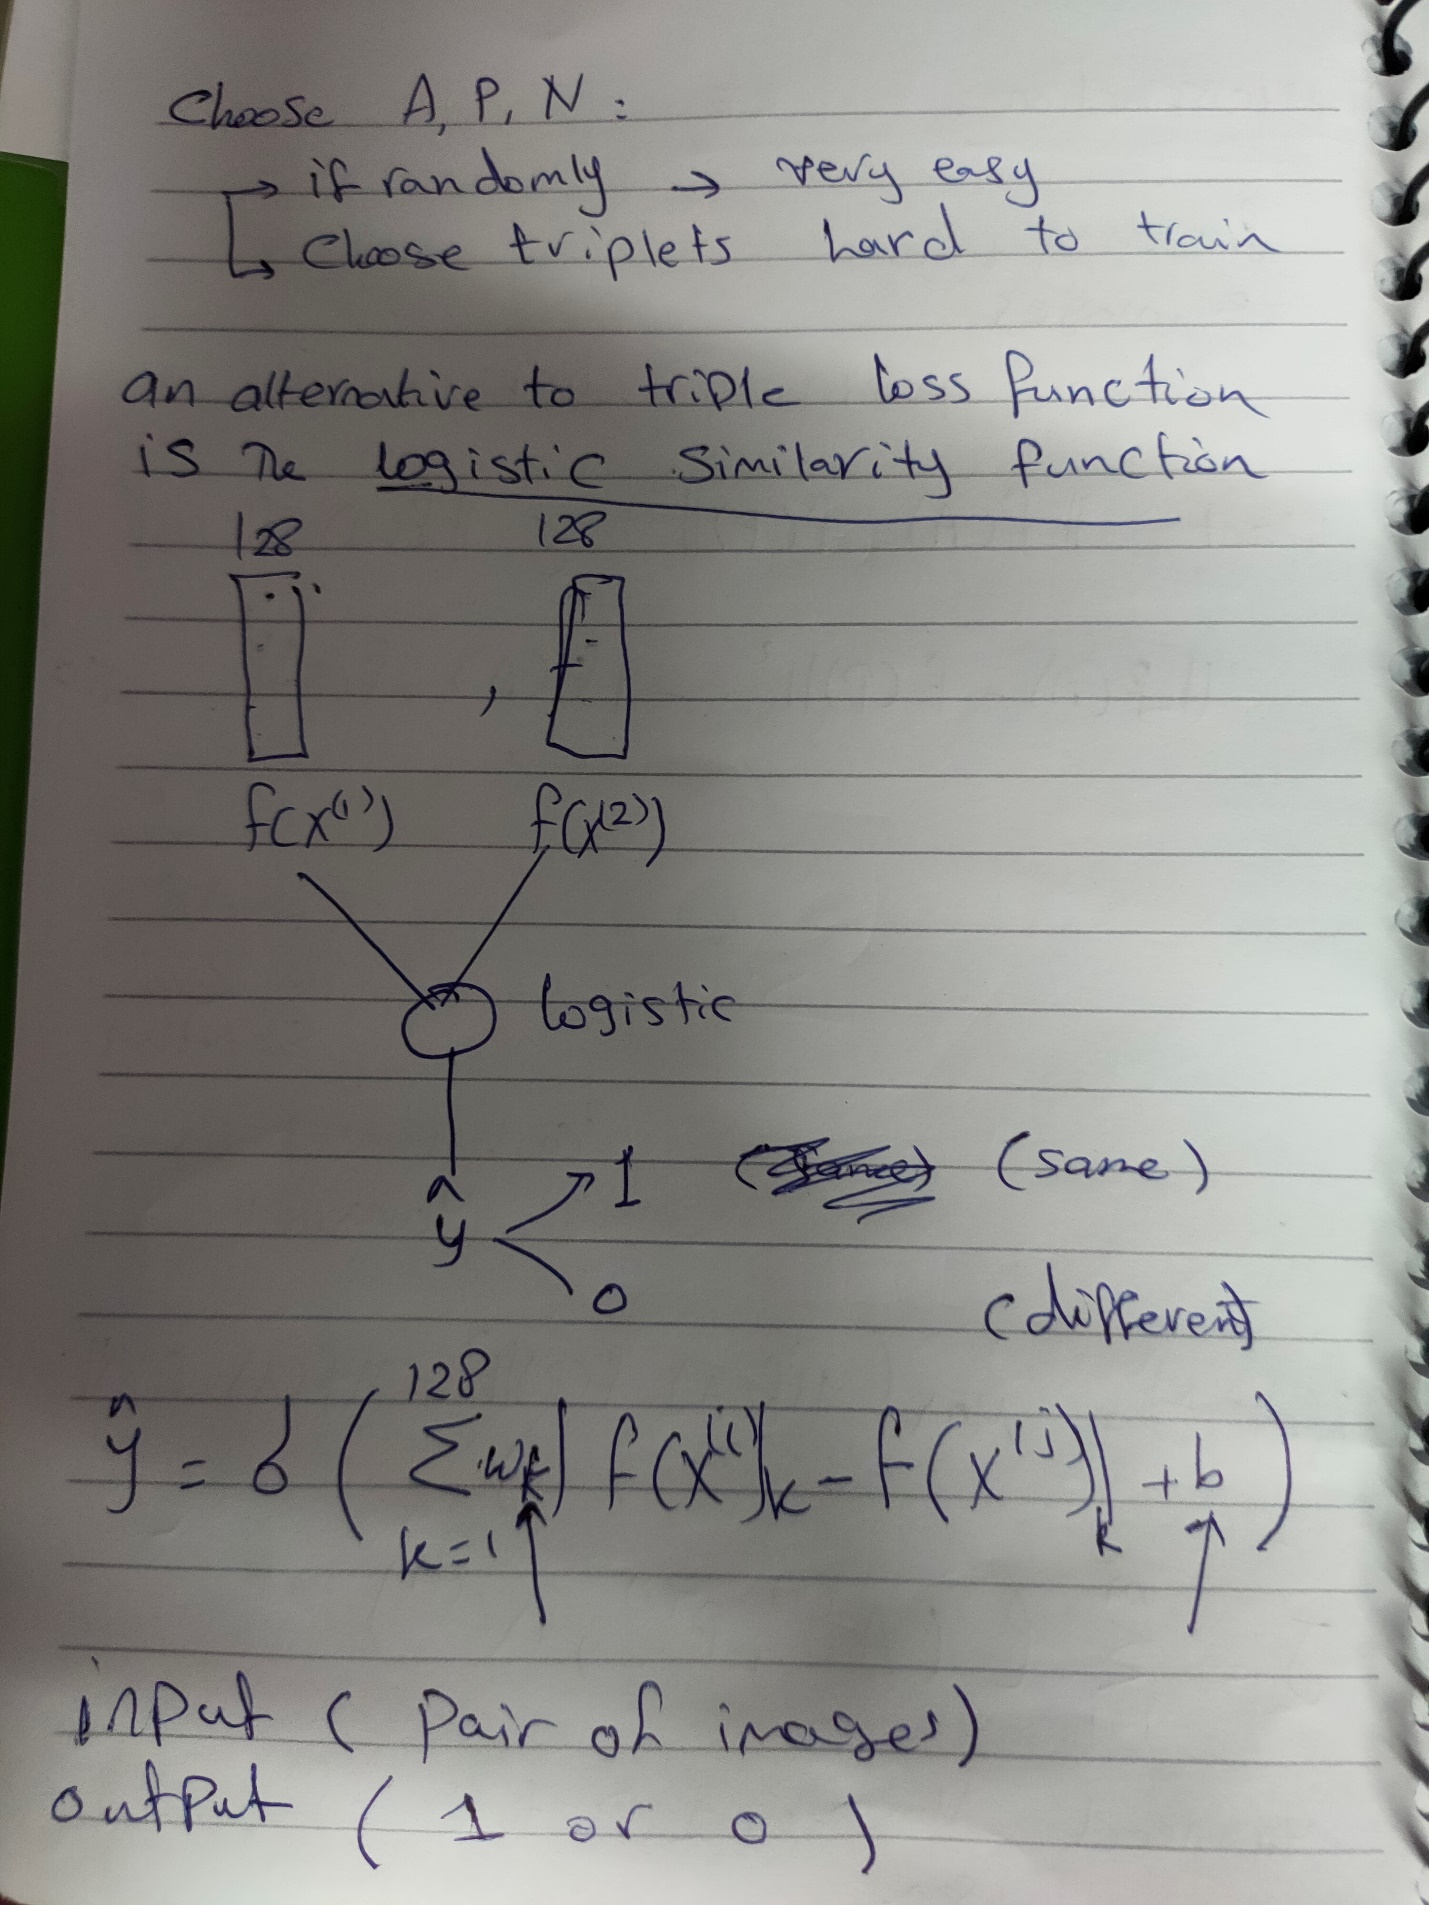 Choose A, P, N :
→ if randomly → very easy
↳ Choose triplets hard to train
an alternative to triple loss function
is the logistic similarity function
128 128
,
f(x⁽¹⁾) f(x⁽²⁾)
logistic
ŷ
1 (same)
0 (different)
ŷ = σ ( ∑ₖ₌₁¹²⁸ wₖ | f(x⁽ⁱ⁾)ₖ - f(x⁽ʲ⁾)ₖ | + b )
input ( pair of images)
output ( 1 or 0 )